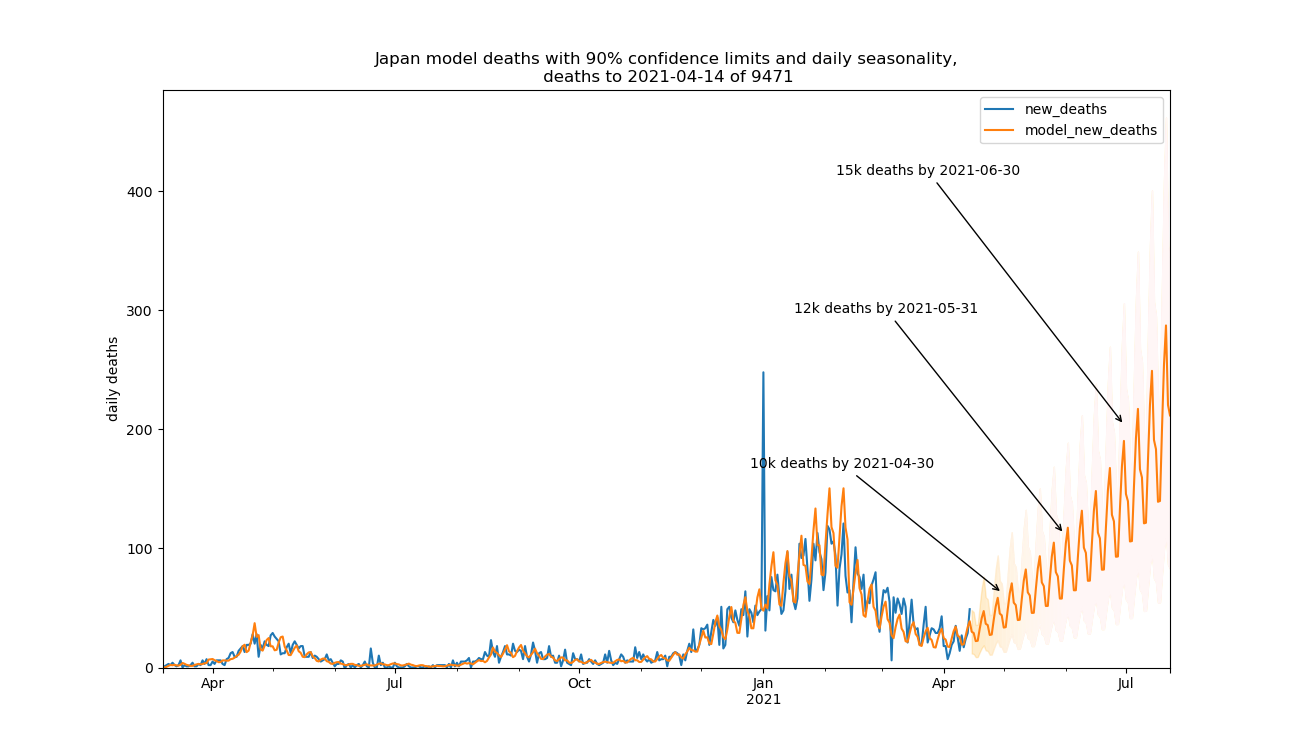 Japan model deaths with 90% confidence limits and daily seasonality,
deaths to 2021-04-14 of 9471
new_deaths
model_new_deaths
15k deaths by 2021-06-30
12k deaths by 2021-05-31
10k deaths by 2021-04-30
daily deaths
400
300
200
100
0
Apr
Jul
Oct
Jan
2021
Apr
Jul